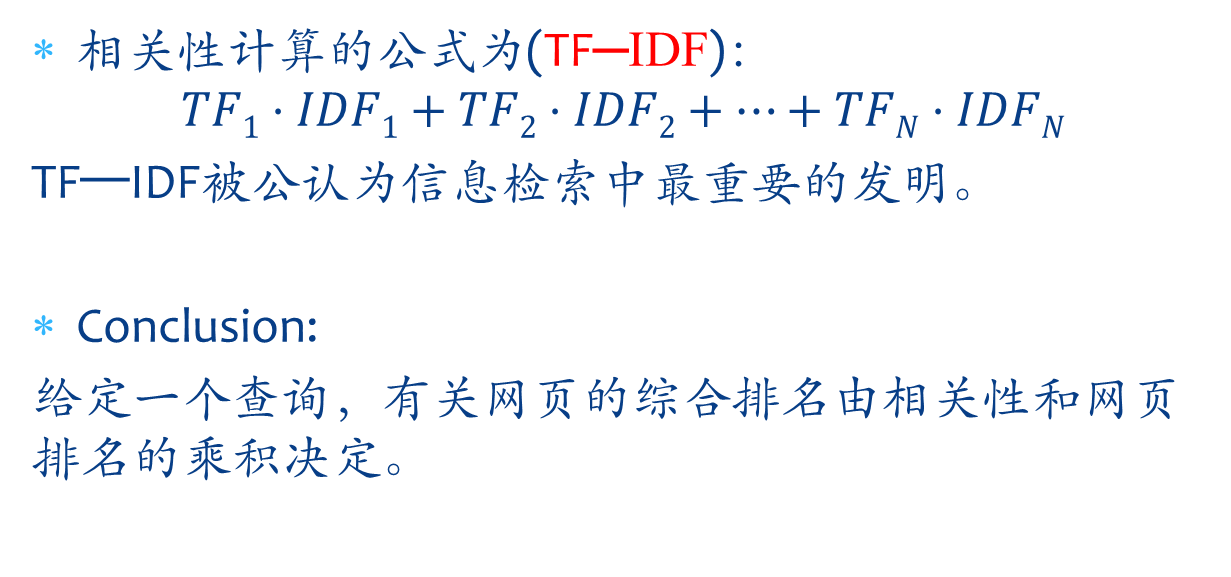 * 相关性计算的公式为(TF—IDF):
TF₁ · IDF₁ + TF₂ · IDF₂ + ⋯ + TF_N · IDF_N
TF—IDF被公认为信息检索中最重要的发明。
* Conclusion:
给定一个查询，有关网页的综合排名由相关性和网页
排名的乘积决定。